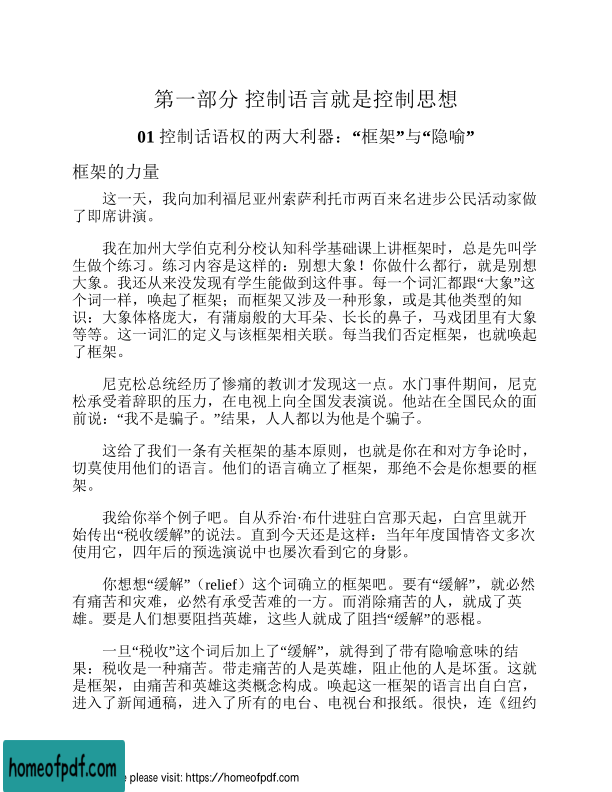 第一部分 控制语言就是控制思想
01 控制话语权的两大利器：“框架”与“隐喻”
框架的力量
这一天，我向加利福尼亚州索萨利托市两百来名进步公民活动家做
了即席讲演。
我在加州大学伯克利分校认知科学基础课上讲框架时，总是先叫学
生做个练习。练习内容是这样的：别想大象！你做什么都行，就是别想
大象。我还从来没发现有学生能做到这件事。每一个词汇都跟“大象”这
个词一样，唤起了框架；而框架又涉及一种形象，或是其他类型的知
识：大象体格庞大，有蒲扇般的大耳朵、长长的鼻子，马戏团里有大象
等等。这一词汇的定义与该框架相关联。每当我们否定框架，也就唤起
了框架。
尼克松总统经历了惨痛的教训才发现这一点。水门事件期间，尼克
松承受着辞职的压力，在电视上向全国发表演说。他站在全国民众的面
前说：“我不是骗子。”结果，人人都以为他是个骗子。
这给了我们一条有关框架的基本原则，也就是你在和对方争论时，
切莫使用他们的语言。他们的语言确立了框架，那绝不会是你想要的框
架。
我给你举个例子吧。自从乔治·布什进驻白宫那天起，白宫里就开
始传出“税收缓解”的说法。直到今天还是这样：当年年度国情咨文多次
使用它，四年后的预选演说中也屡次看到它的身影。
你想想“缓解”（relief）这个词确立的框架吧。要有“缓解”，就必然
有痛苦和灾难，必然有承受苦难的一方。而消除痛苦的人，就成了英
雄。要是人们想要阻挡英雄，这些人就成了阻挡“缓解”的恶棍。
一旦“税收”这个词后加上了“缓解”，就得到了带有隐喻意味的结
果：税收是一种痛苦。带走痛苦的人是英雄，阻止他的人是坏蛋。这就
是框架，由痛苦和英雄这类概念构成。唤起这一框架的语言出自白宫，
进入了新闻通稿，进入了所有的电台、电视台和报纸。很快，连《纽约
homeofpdf.com
please visit: https://homeofpdf.com